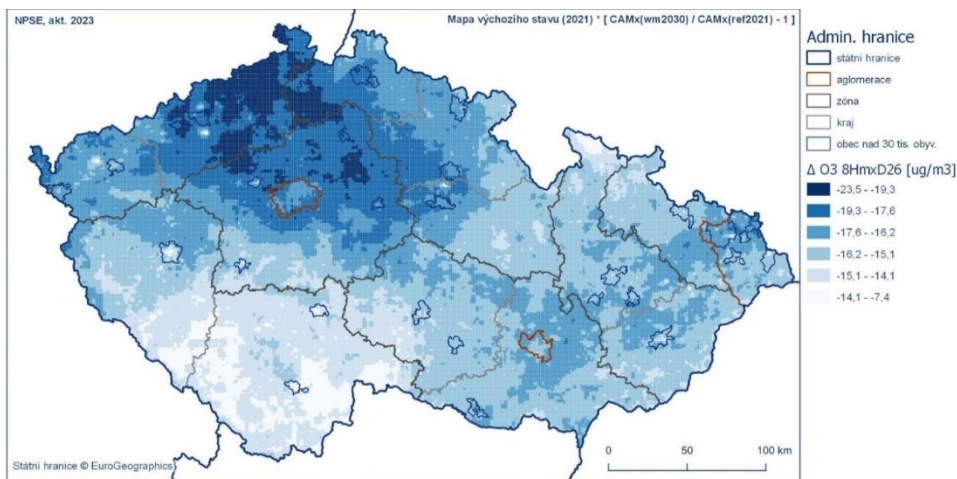 NPSE, akt. 2023
Mapa výchozího stavu (2021) * [ CAMx(wm2030) / CAMx(ref2021) - 1 ]
Admin. hranice
státní hranice
aglomerace
zóna
kraj
obec nad 30 tis. obyv.
Δ O3 8HmxD26 [ug/m3]
-23,5 - -19,3
-19,3 - -17,6
-17,6 - -16,2
-16,2 - -15,1
-15,1 - -14,1
-14,1 - -7,4
Státní hranice © EuroGeographics
0 50 100 km